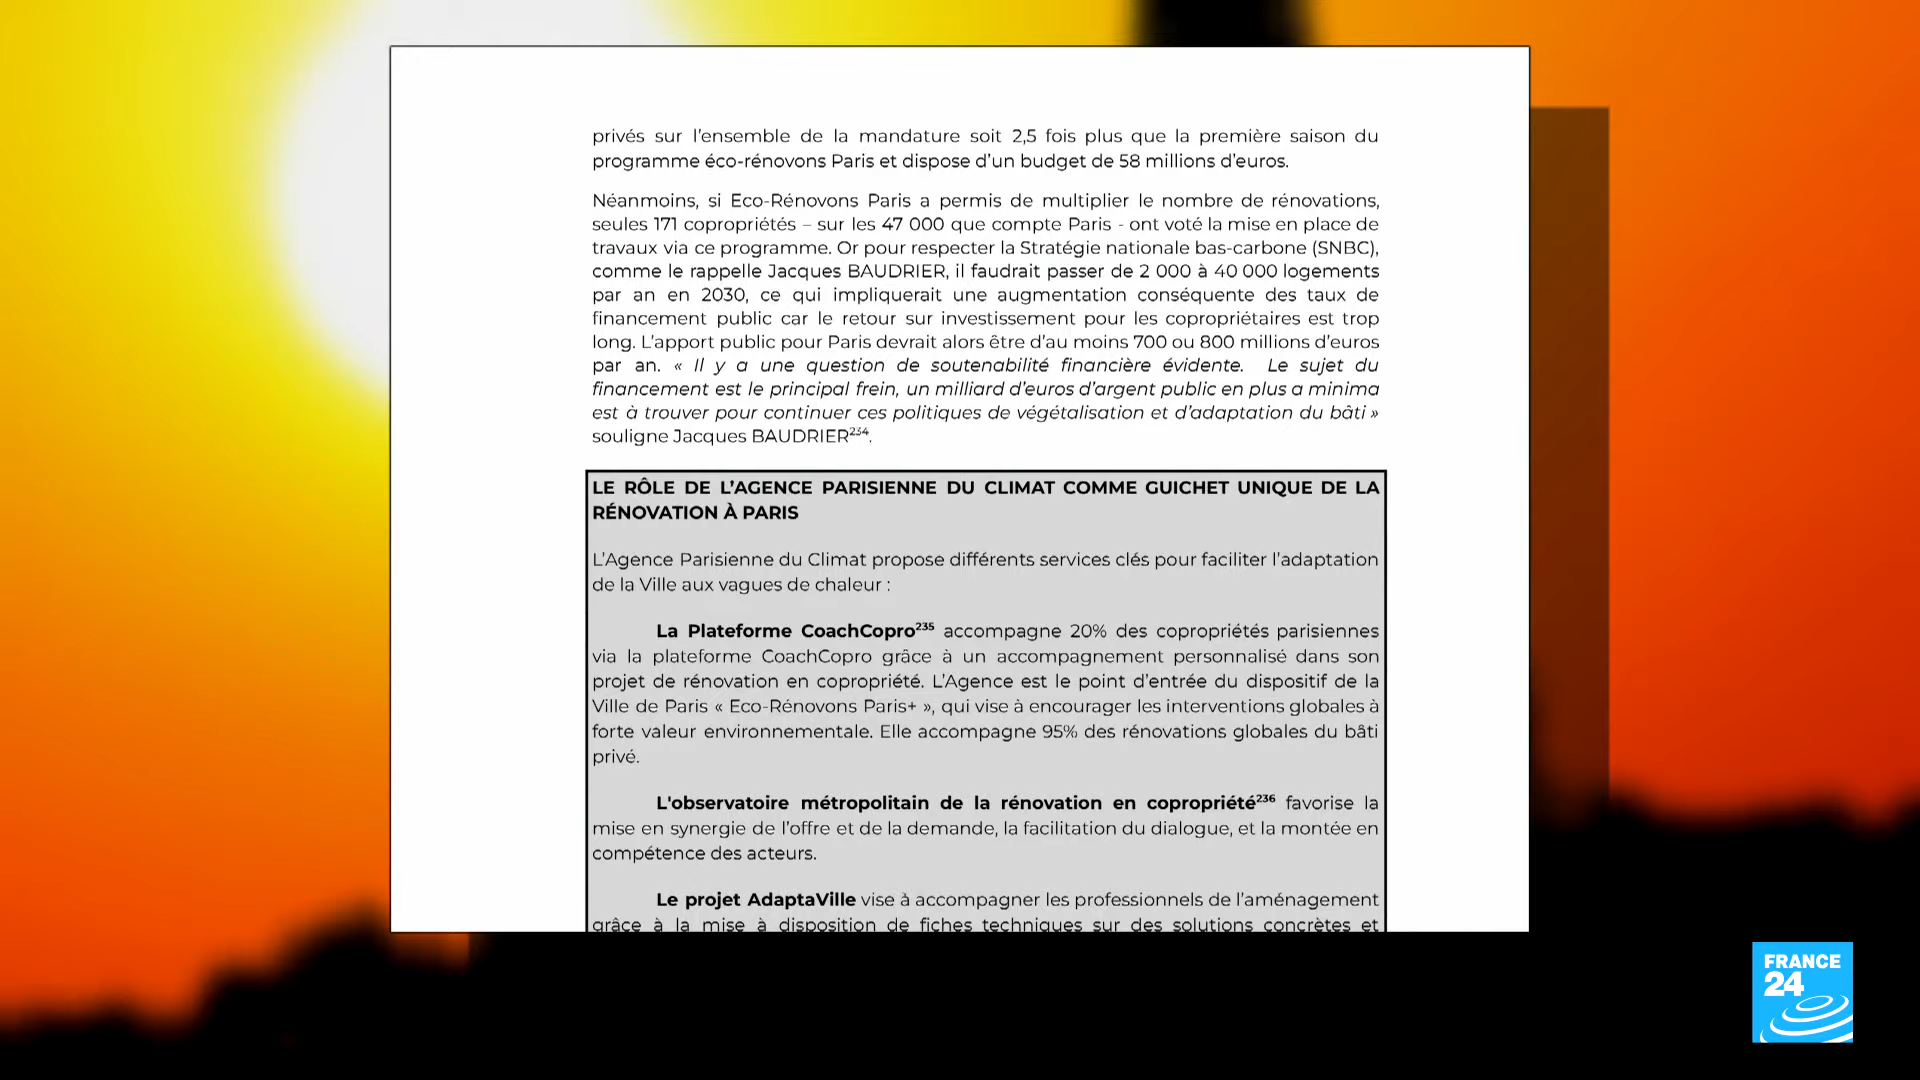 privés sur l’ensemble de la mandature soit 2,5 fois plus que la première saison du
programme éco-rénovons Paris et dispose d’un budget de 58 millions d’euros.
Néanmoins, si Eco-Rénovons Paris a permis de multiplier le nombre de rénovations,
seules 171 copropriétés – sur les 47 000 que compte Paris - ont voté la mise en place de
travaux via ce programme. Or pour respecter la Stratégie nationale bas-carbone (SNBC),
comme le rappelle Jacques BAUDRIER, il faudrait passer de 2 000 à 40 000 logements
par an en 2030, ce qui impliquerait une augmentation conséquente des taux de
financement public car le retour sur investissement pour les copropriétaires est trop
long. L’apport public pour Paris devrait alors être d’au moins 700 ou 800 millions d’euros
par an. « Il y a une question de soutenabilité financière évidente. Le sujet du
financement est le principal frein, un milliard d’euros d’argent public en plus a minima
est à trouver pour continuer ces politiques de végétalisation et d’adaptation du bâti »
souligne Jacques BAUDRIER²³⁴.
LE RÔLE DE L’AGENCE PARISIENNE DU CLIMAT COMME GUICHET UNIQUE DE LA
RÉNOVATION À PARIS
L’Agence Parisienne du Climat propose différents services clés pour faciliter l’adaptation
de la Ville aux vagues de chaleur :
La Plateforme CoachCopro²³⁵ accompagne 20% des copropriétés parisiennes
via la plateforme CoachCopro grâce à un accompagnement personnalisé dans son
projet de rénovation en copropriété. L’Agence est le point d’entrée du dispositif de la
Ville de Paris « Eco-Rénovons Paris+ », qui vise à encourager les interventions globales à
forte valeur environnementale. Elle accompagne 95% des rénovations globales du bâti
privé.
L'observatoire métropolitain de la rénovation en copropriété²³⁶ favorise la
mise en synergie de l’offre et de la demande, la facilitation du dialogue, et la montée en
compétence des acteurs.
Le projet AdaptaVille vise à accompagner les professionnels de l’aménagement
grâce à la mise à disposition de fiches techniques sur des solutions concrètes et
FRANCE
24